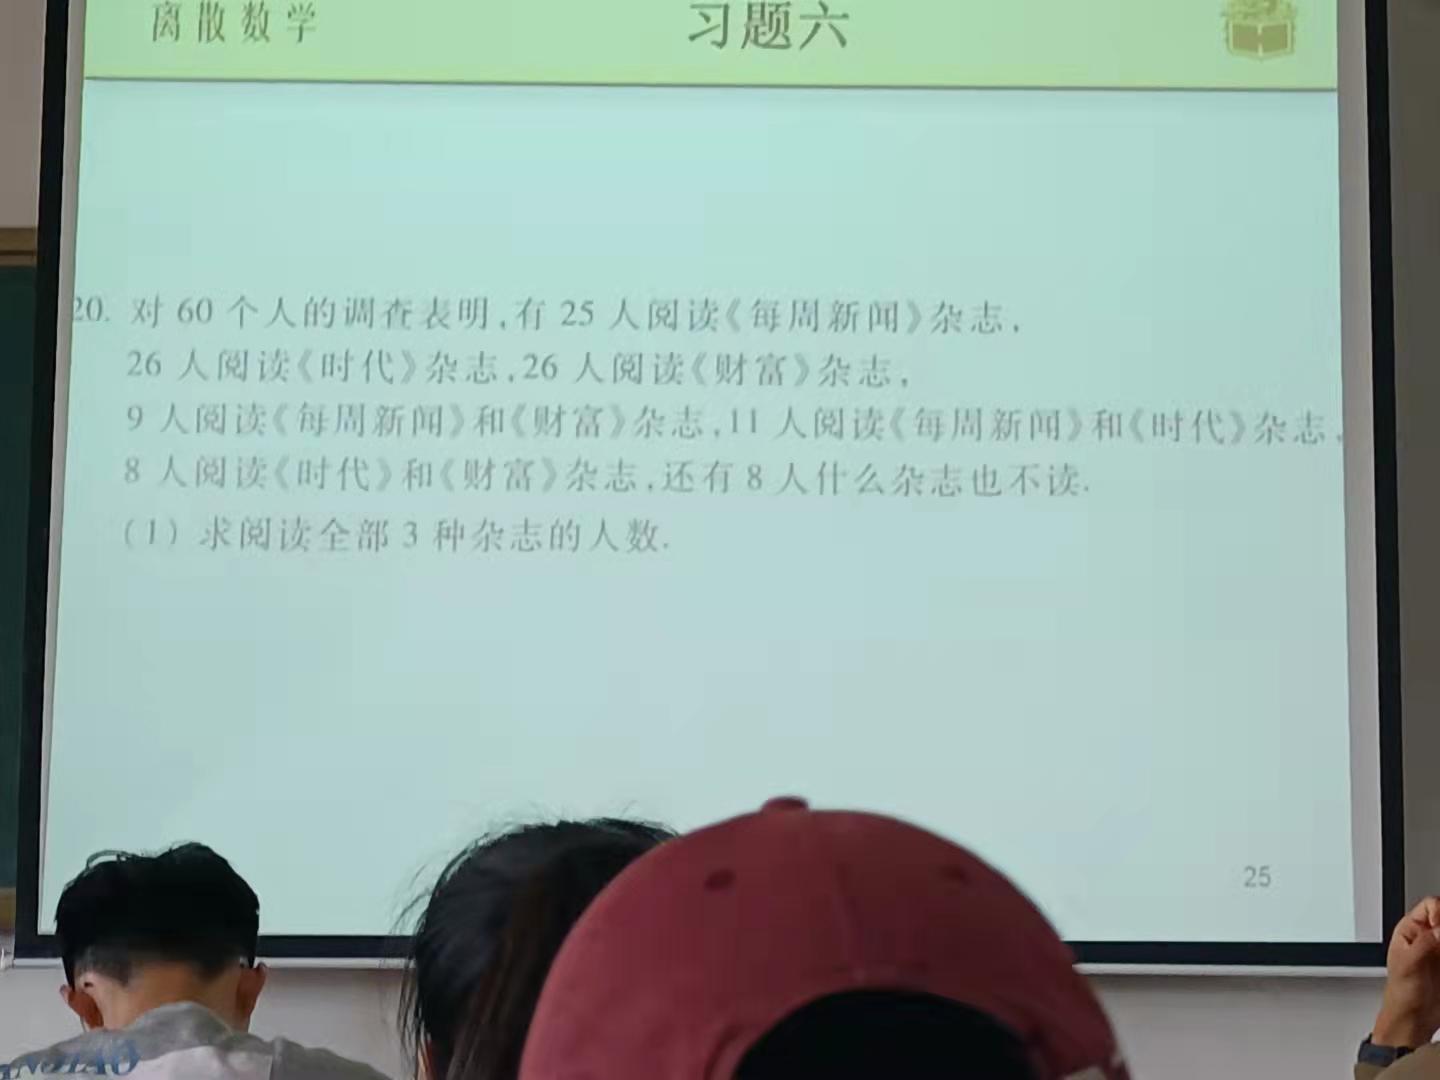 离散数学
习题六
20. 对 60 个人的调查表明,有 25 人阅读《每周新闻》杂志,
26 人阅读《时代》杂志,26 人阅读《财富》杂志,
9 人阅读《每周新闻》和《财富》杂志,11 人阅读《每周新闻》和《时代》杂志,
8 人阅读《时代》和《财富》杂志,还有 8 人什么杂志也不读.
(1) 求阅读全部 3 种杂志的人数.
25